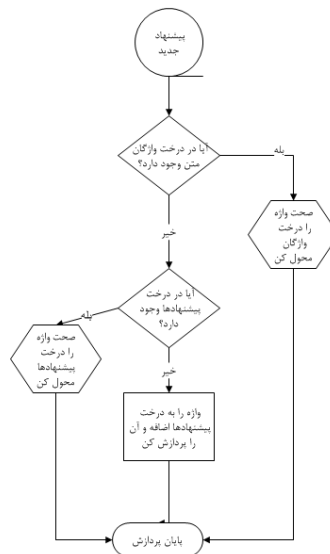 پیشنهاد
جدید
آیا در درخت واژگان
متن وجود دارد؟
بله
صحت واژه
را درخت
واژگان
محول کن
خیر
آیا در درخت
پیشنهادها وجود
دارد؟
بله
صحت واژه
را درخت
پیشنهادها
محول کن
خیر
واژه را به درخت
پیشنهادها اضافه و آن
را پردازش کن
پایان پردازش